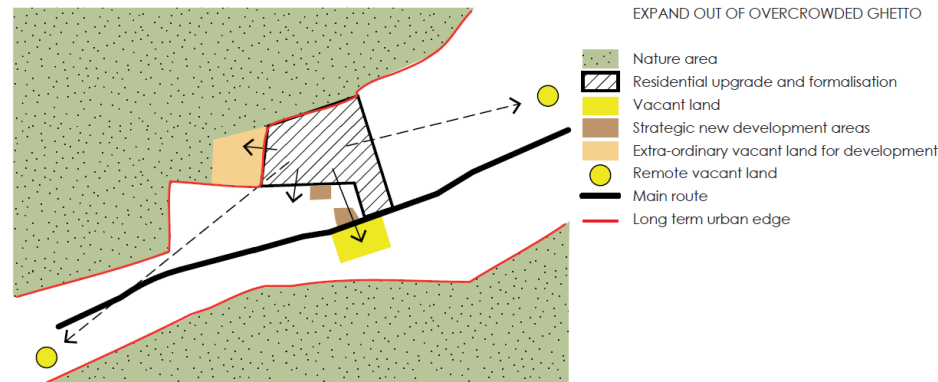 EXPAND OUT OF OVERCROWDED GHETTO
Nature area
Residential upgrade and formalisation
Vacant land
Strategic new development areas
Extra-ordinary vacant land for development
Remote vacant land
Main route
Long term urban edge